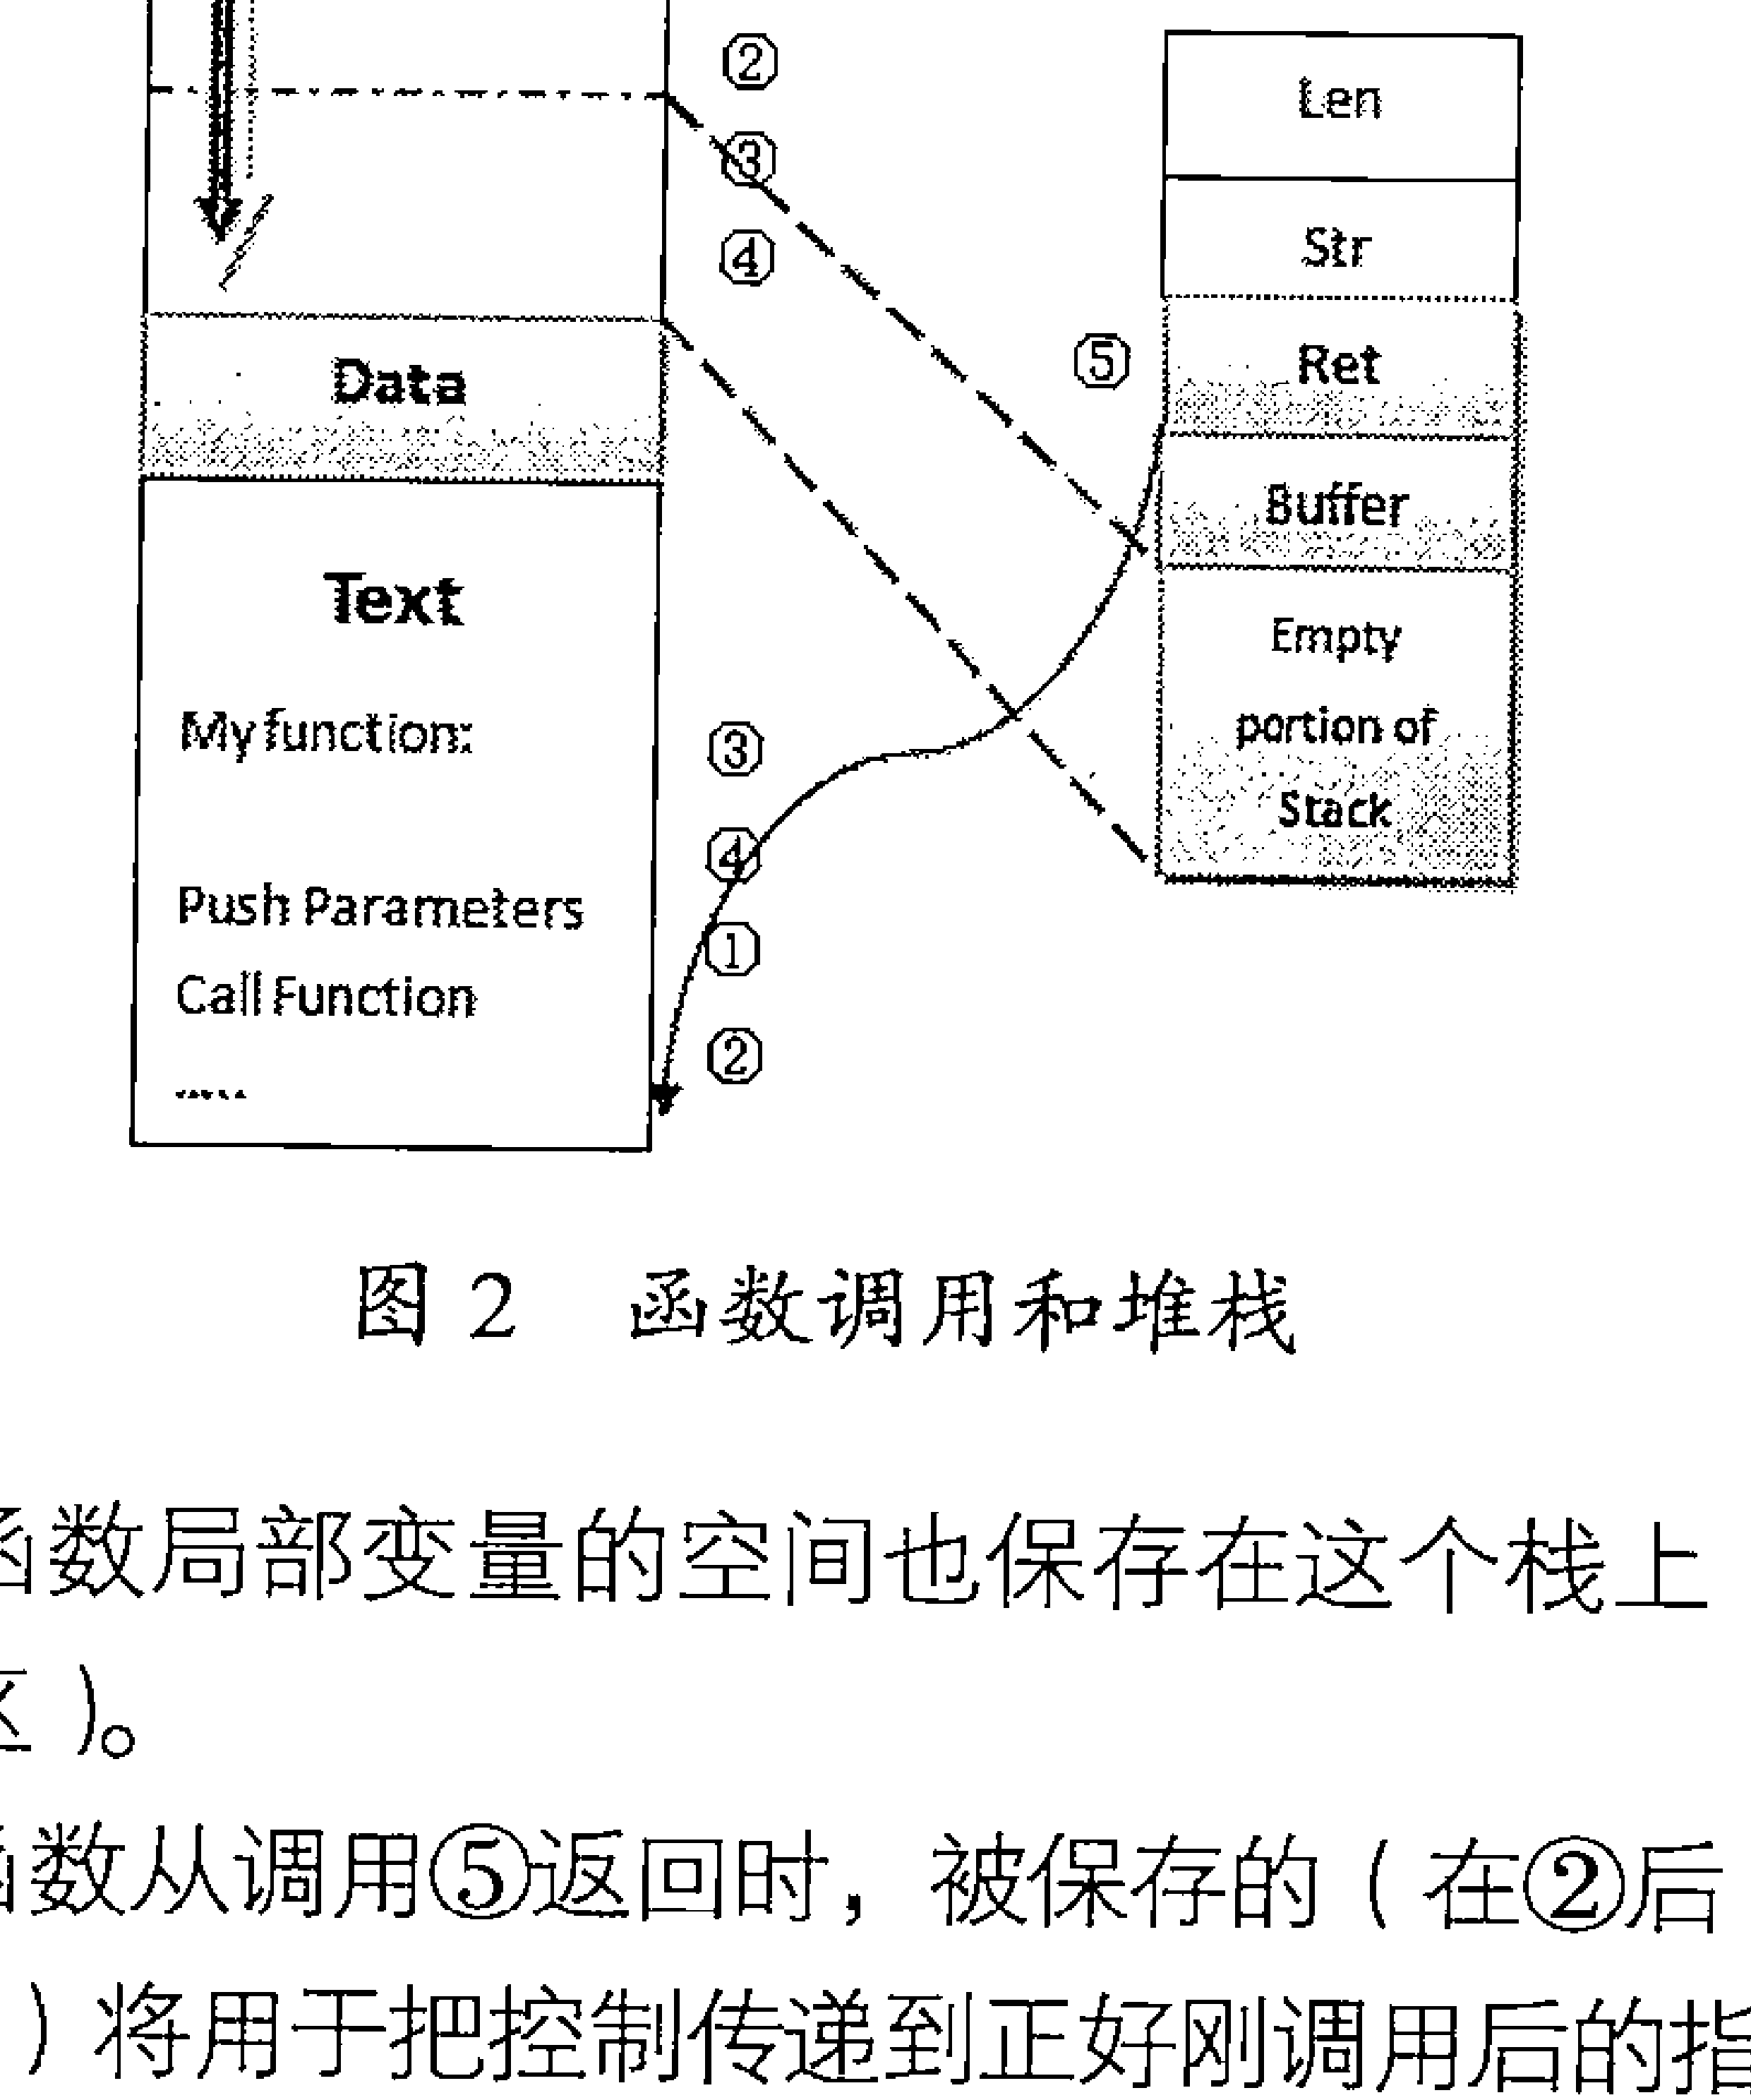 ②
③
④
Data
Text
My function:
③
④
Push Parameters
①
Call Function
②
.....
Len
Str
⑤
Ret
Buffer
Empty
portion of
Stack
图 2 函数调用和堆栈
函数局部变量的空间也保存在这个栈上
区)。
函数从调用⑤返回时，被保存的(在②后
)将用于把控制传递到正好刚调用后的指